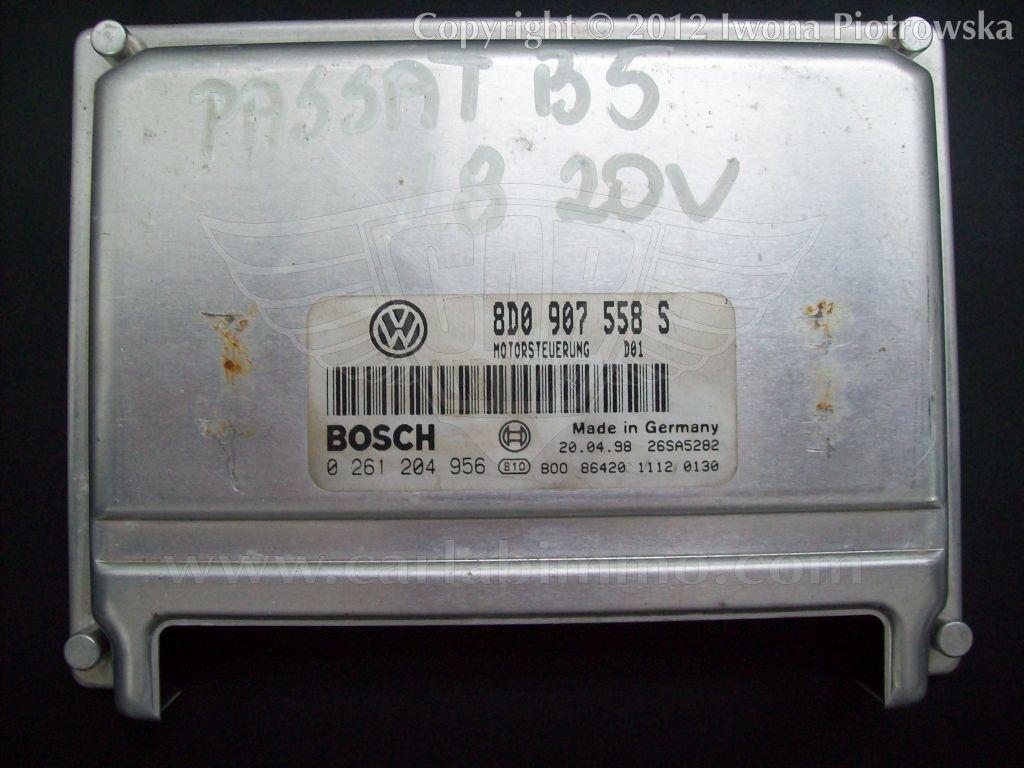 Copyright © 2012 Iwona Piotrowska
PASSAT B5
1.8 20V
CAR
8D0 907 558 S
MOTORSTEUERUNG D01
BOSCH
Made in Germany
20.04.98 26SA5282
0 261 204 956 810 B00 86420 1112 0130
www.carlabimmo.com